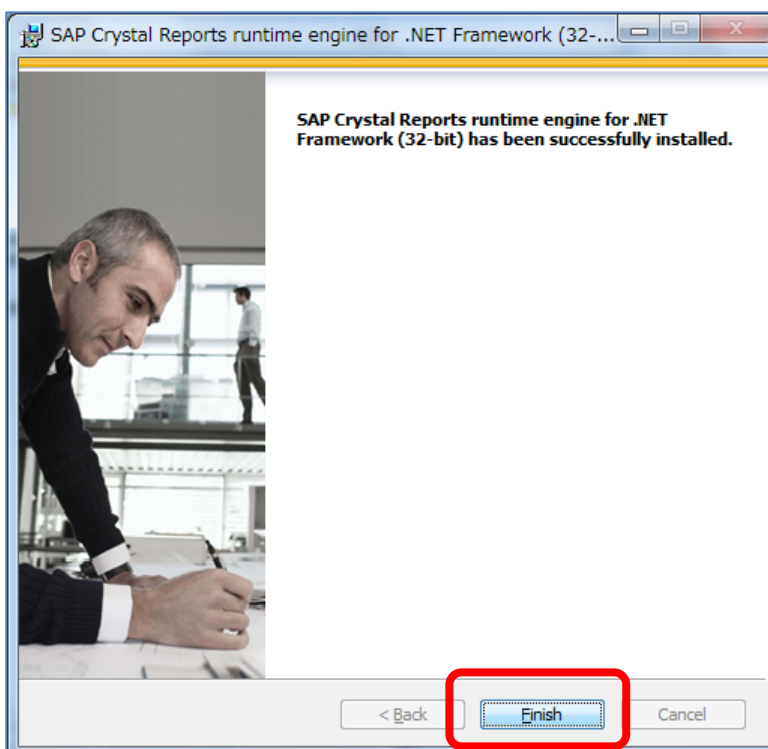 SAP Crystal Reports runtime engine for .NET Framework (32-...
SAP Crystal Reports runtime engine for .NET
Framework (32-bit) has been successfully installed.
< Back
Finish
Cancel